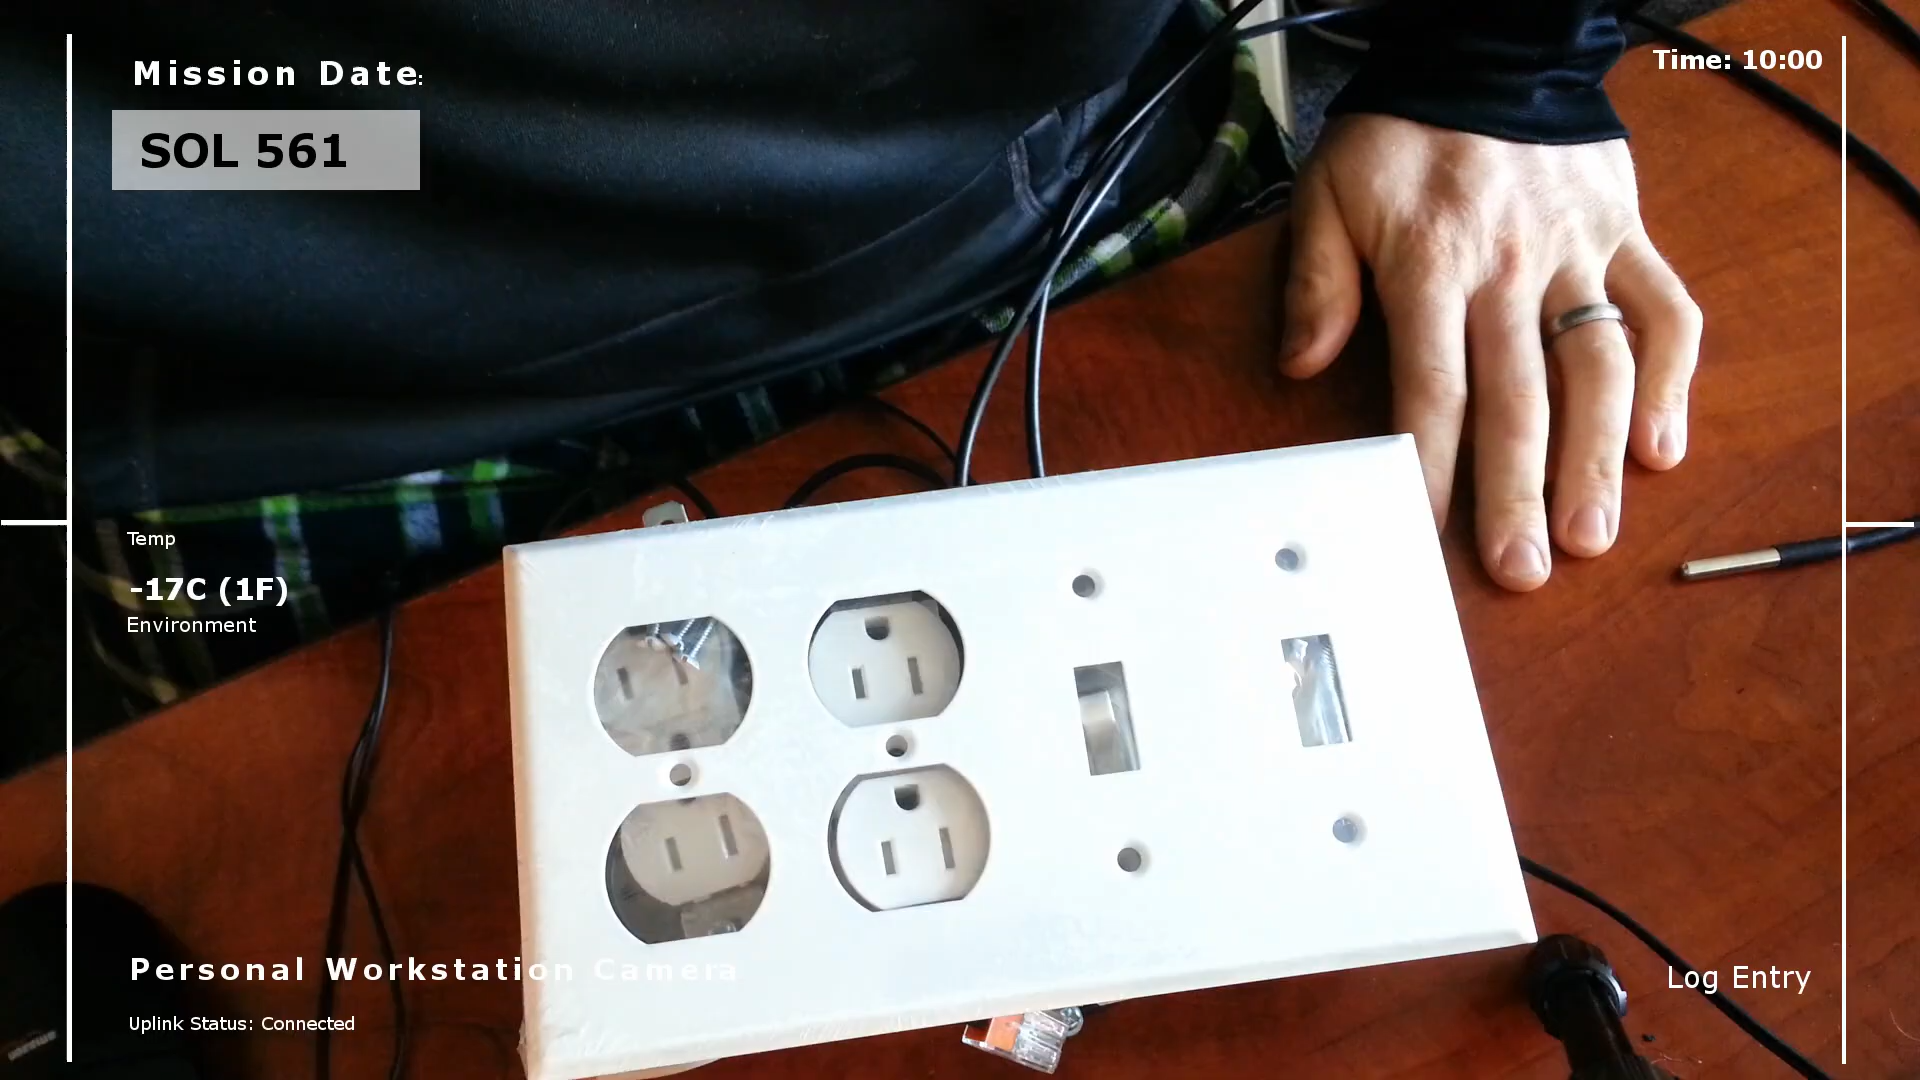 Mission Date:
Time: 10:00
SOL 561
Temp
-17C (1F)
Environment
Personal Workstation Camera
Log Entry
Uplink Status: Connected
amazon